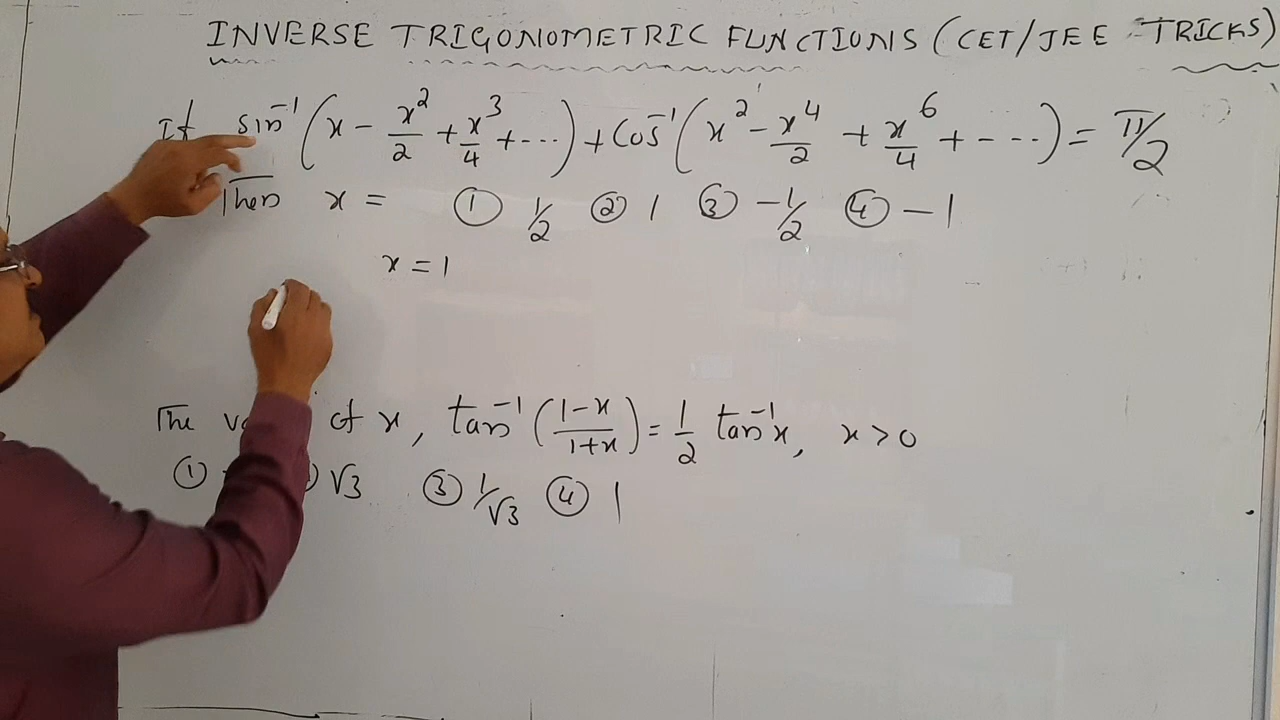 INVERSE TRIGONOMETRIC FUNCTIONS (CET/JEE TRICKS)
If sin⁻¹(x - x²/2 + x³/4 + ...) + Cos⁻¹(x² - x⁴/2 + x⁶/4 + ...) = π/2
Then x = ① 1/2 ② 1 ③ -1/2 ④ -1
x = 1
The of x, tan⁻¹((1-x)/(1+x)) = 1/2 tan⁻¹x, x > 0
① √3 ③ 1/√3 ④ 1